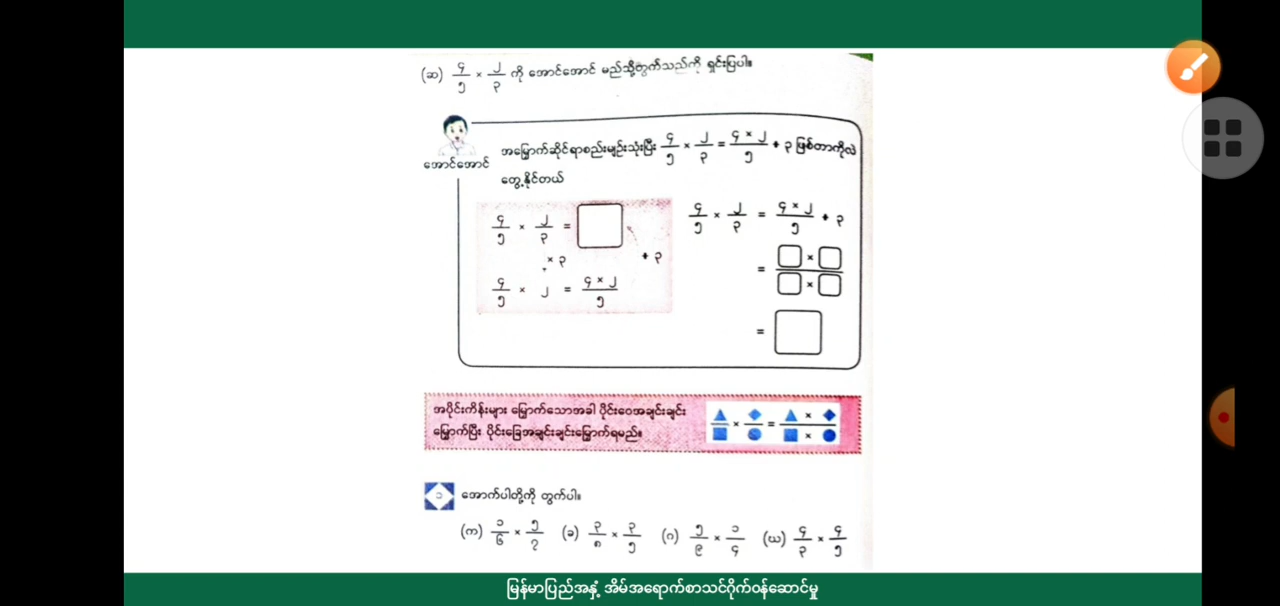 (ဆ) ၄/၅ × ၂/၃ ကို အောင်အောင် မည်သို့တွက်သည်ကို ရှင်းပြပါ။
အောင်အောင်
အမြှောက်ဆိုင်ရာစည်းမျဉ်းသုံးပြီး ၄/၅ × ၂/၃ = ၄ × ၂/၅ ÷ ၃ ဖြစ်တာကိုလဲ
တွေ့နိုင်တယ်
၄/၅ × ၂/၃ = □
× ၃ ÷ ၃
၄/၅ × ၂ = ၄ × ၂/၅
၄/၅ × ၂/၃ = ၄ × ၂/၅ ÷ ၃
= □ × □/□ × □
= □
အပိုင်းကိန်းများ မြှောက်သောအခါ ပိုင်းဝေအချင်းချင်း
မြှောက်ပြီး ပိုင်းခြေအချင်းချင်းမြှောက်ရမည်။
▲/■ × ◆/● = ▲ × ◆/■ × ●
၁ အောက်ပါတို့ကို တွက်ပါ။
(က) ၁/၆ × ၅/၇ (ခ) ၃/၈ × ၃/၅ (ဂ) ၅/၉ × ၁/၄ (ဃ) ၄/၃ × ၄/၅
မြန်မာပြည်အနှံ့ အိမ်အရောက်စာသင်ဂိုက်ဝန်ဆောင်မှု